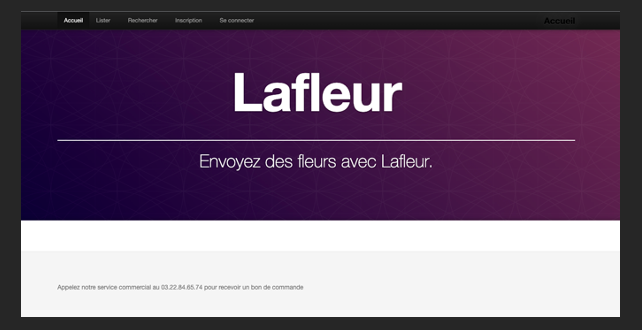 Accueil Lister Rechercher Inscription Se connecter Accueil
Lafleur
Envoyez des fleurs avec Lafleur.
Appelez notre service commercial au 03.22.84.65.74 pour recevoir un bon de commande